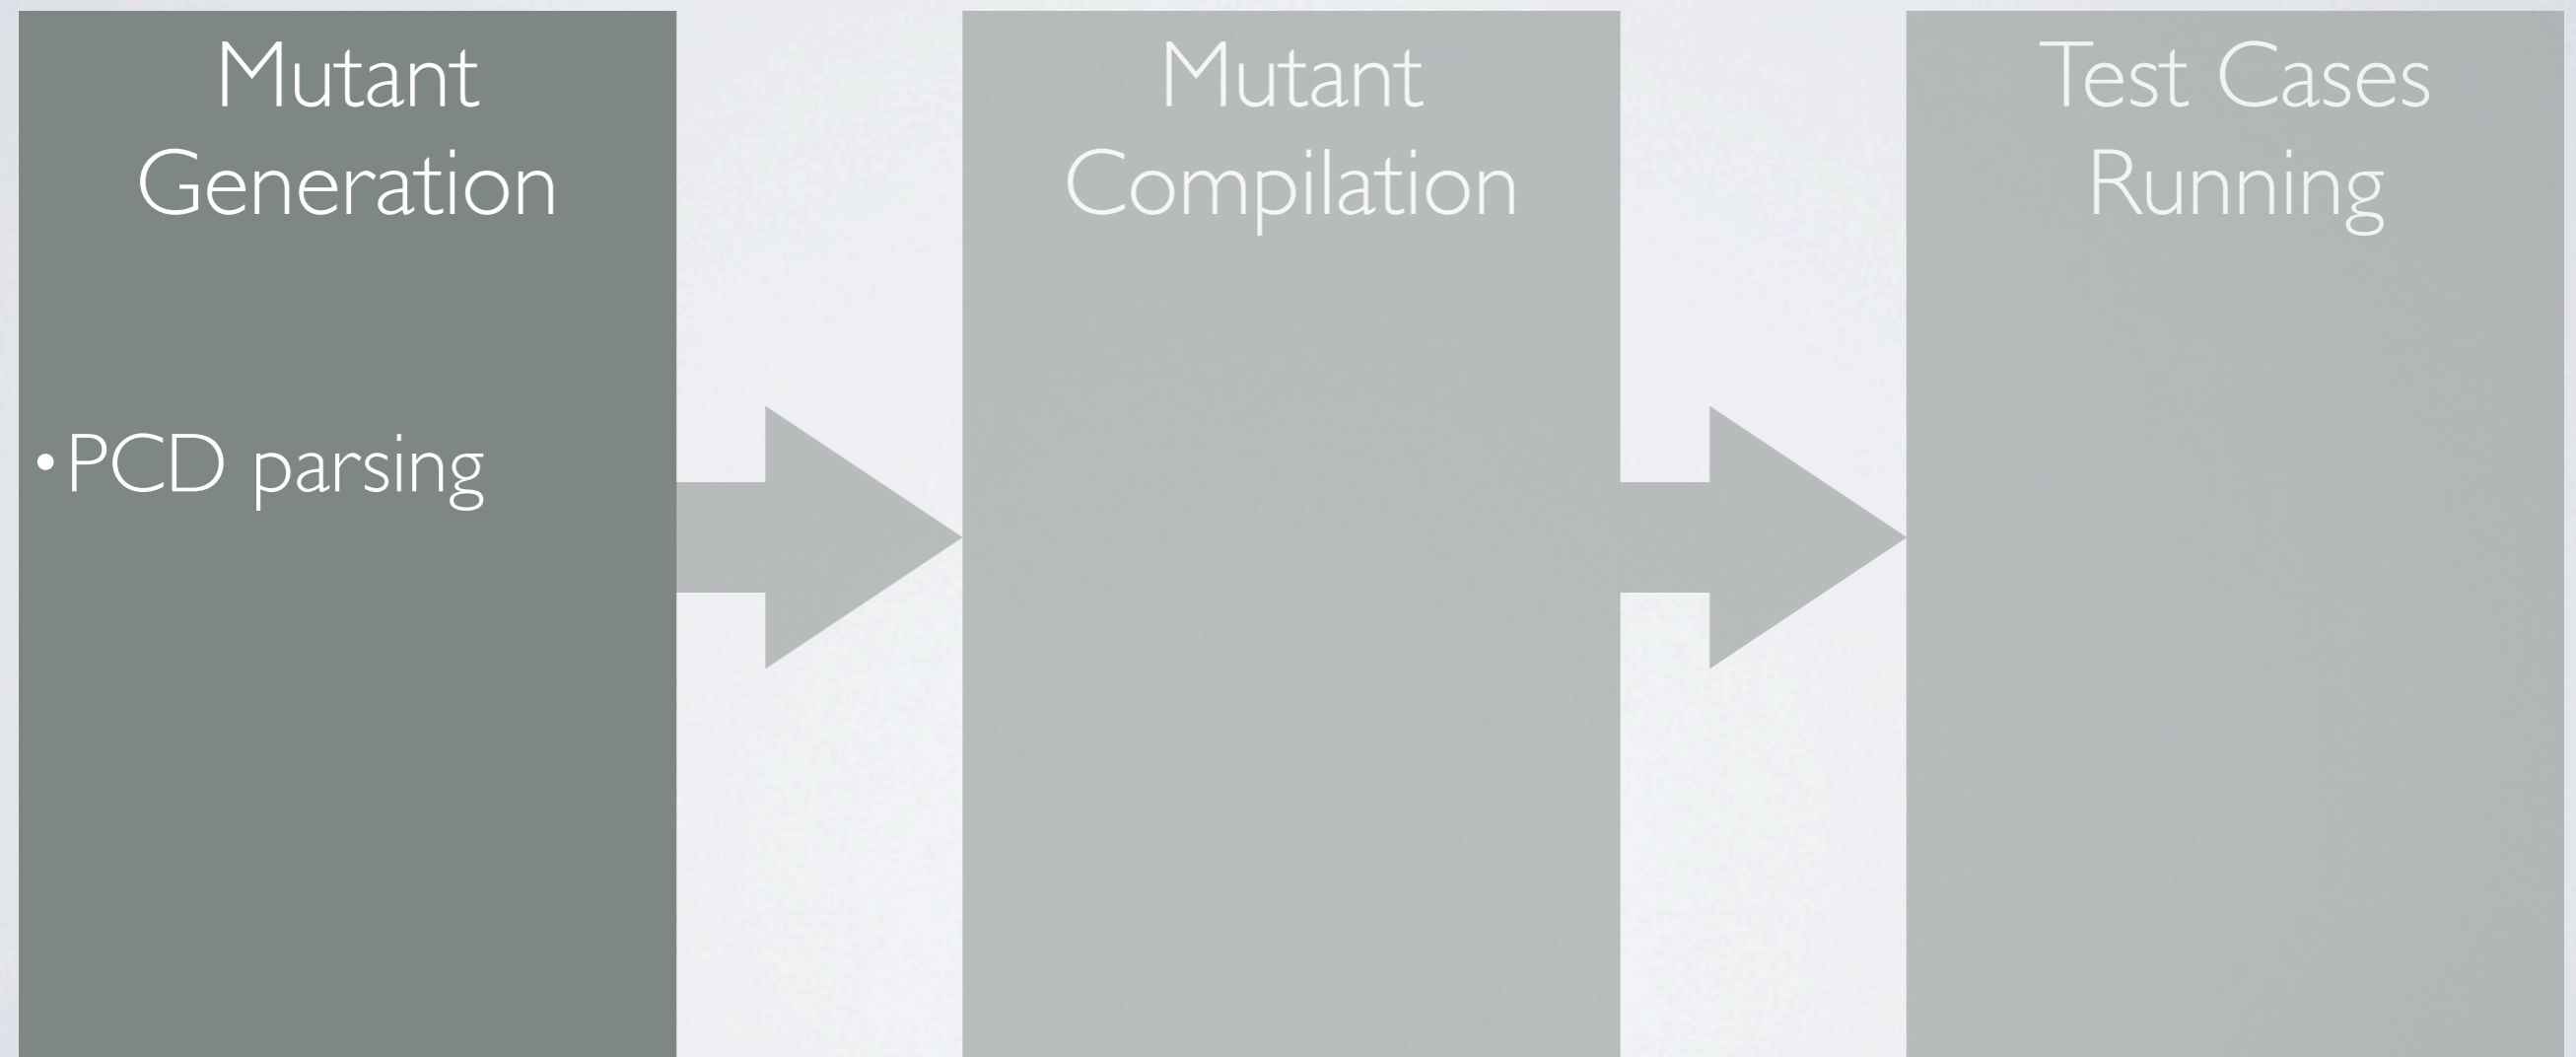 Mutant
Generation
•PCD parsing
Mutant
Compilation
Test Cases
Running